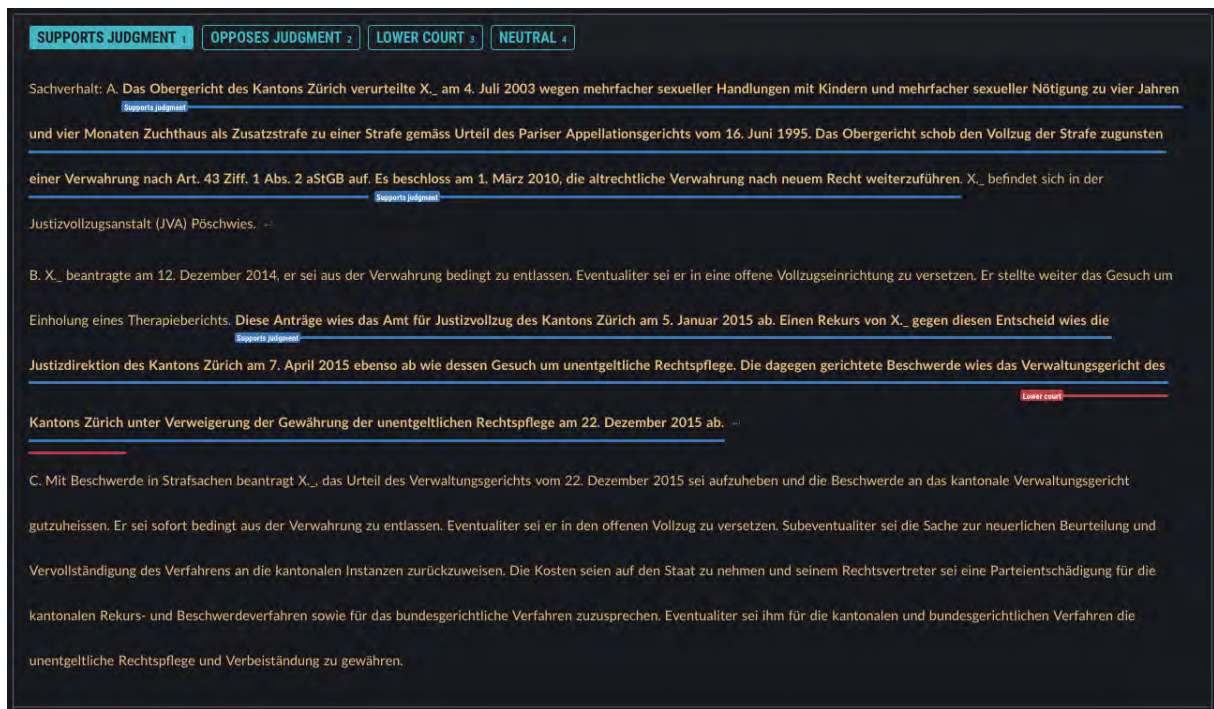 SUPPORTS JUDGMENT 1 OPPOSES JUDGMENT 2 LOWER COURT 3 NEUTRAL 4
Sachverhalt: A. Das Obergericht des Kantons Zürich verurteilte X._ am 4. Juli 2003 wegen mehrfacher sexueller Handlungen mit Kindern und mehrfacher sexueller Nötigung zu vier Jahren
Supports judgment
und vier Monaten Zuchthaus als Zusatzstrafe zu einer Strafe gemäss Urteil des Pariser Appellationsgerichts vom 16. Juni 1995. Das Obergericht schob den Vollzug der Strafe zugunsten
einer Verwahrung nach Art. 43 Ziff. 1 Abs. 2 aStGB auf. Es beschloss am 1. März 2010, die altrechtliche Verwahrung nach neuem Recht weiterzuführen. X._ befindet sich in der
Supports judgment
Justizvollzugsanstalt (JVA) Pöschwies.
B. X._ beantragte am 12. Dezember 2014, er sei aus der Verwahrung bedingt zu entlassen. Eventualiter sei er in eine offene Vollzugseinrichtung zu versetzen. Er stellte weiter das Gesuch um
Einholung eines Therapieberichts. Diese Anträge wies das Amt für Justizvollzug des Kantons Zürich am 5. Januar 2015 ab. Einen Rekurs von X._ gegen diesen Entscheid wies die
Supports judgment
Justizdirektion des Kantons Zürich am 7. April 2015 ebenso ab wie dessen Gesuch um unentgeltliche Rechtspflege. Die dagegen gerichtete Beschwerde wies das Verwaltungsgericht des
Lower court
Kantons Zürich unter Verweigerung der Gewährung der unentgeltlichen Rechtspflege am 22. Dezember 2015 ab.
C. Mit Beschwerde in Strafsachen beantragt X._, das Urteil des Verwaltungsgerichts vom 22. Dezember 2015 sei aufzuheben und die Beschwerde an das kantonale Verwaltungsgericht
gutzuheissen. Er sei sofort bedingt aus der Verwahrung zu entlassen. Eventualiter sei er in den offenen Vollzug zu versetzen. Subeventualiter sei die Sache zur neuerlichen Beurteilung und
Vervollständigung des Verfahrens an die kantonalen Instanzen zurückzuweisen. Die Kosten seien auf den Staat zu nehmen und seinem Rechtsvertreter sei eine Parteientschädigung für die
kantonalen Rekurs- und Beschwerdeverfahren sowie für das bundesgerichtliche Verfahren zuzusprechen. Eventualiter sei ihm für die kantonalen und bundesgerichtlichen Verfahren die
unentgeltliche Rechtspflege und Verbeiständung zu gewähren.